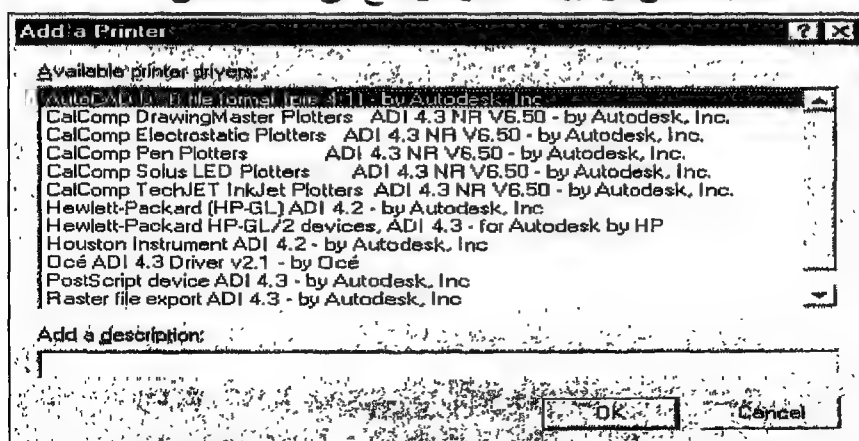 Add a Printer
Available printer drivers:
AutoCAD file format - by Autodesk, Inc
CalComp DrawingMaster Plotters ADI 4.3 NR V6.50 - by Autodesk, Inc.
CalComp Electrostatic Plotters ADI 4.3 NR V6.50 - by Autodesk, Inc.
CalComp Pen Plotters ADI 4.3 NR V6.50 - by Autodesk, Inc.
CalComp Solus LED Plotters ADI 4.3 NR V6.50 - by Autodesk, Inc.
CalComp TechJET InkJet Plotters ADI 4.3 NR V6.50 - by Autodesk, Inc.
Hewlett-Packard (HP-GL) ADI 4.2 - by Autodesk, Inc
Hewlett-Packard HP-GL/2 devices, ADI 4.3 - for Autodesk by HP
Houston Instrument ADI 4.2 - by Autodesk, Inc
Océ ADI 4.3 Driver v2.1 - by Océ
PostScript device ADI 4.3 - by Autodesk, Inc
Raster file export ADI 4.3 - by Autodesk, Inc
Add a description:
OK
Cancel